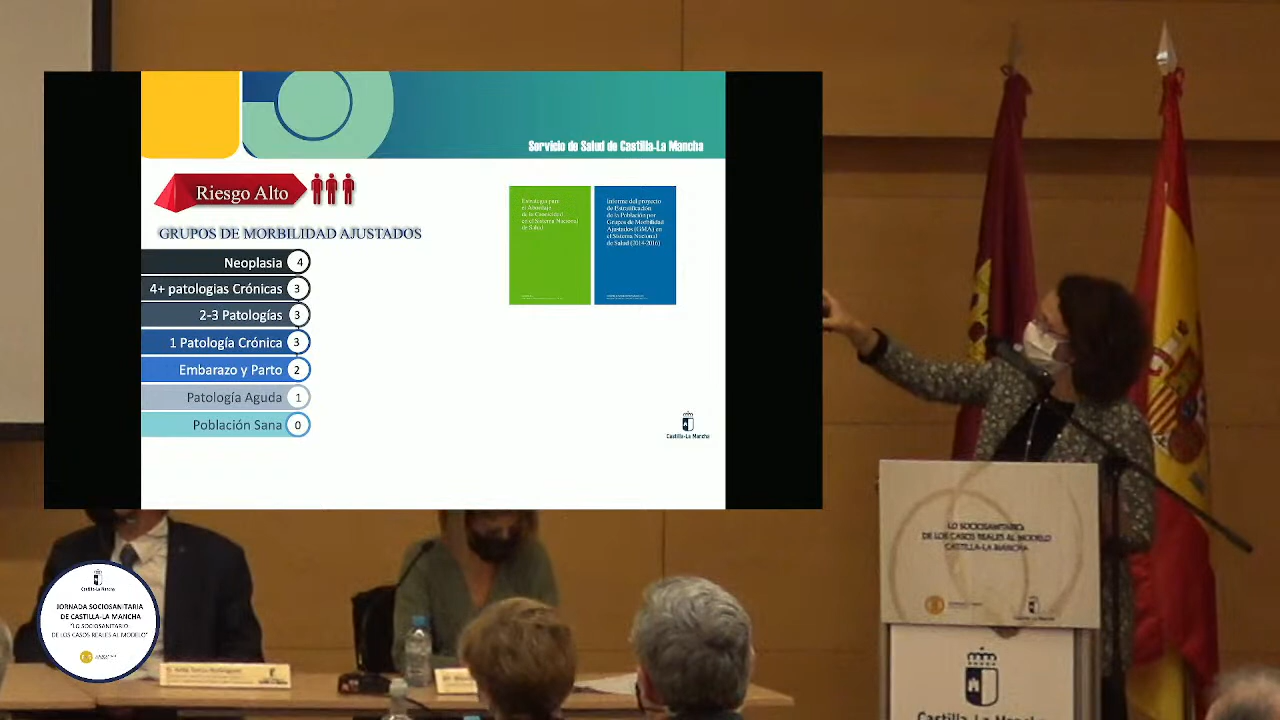 Servicio de Salud de Castilla-La Mancha
Riesgo Alto
GRUPOS DE MORBILIDAD AJUSTADOS
Neoplasia 4
4+ patologias Crónicas 3
2-3 Patologías 3
1 Patología Crónica 3
Embarazo y Parto 2
Patología Aguda 1
Población Sana 0
Estrategia para
el Abordaje
de la Cronicidad
en el Sistema Nacional
de Salud
Informe del proyecto
de Estratificación
de la Población por
Grupos de Morbilidad
Ajustados (GMA) en
el Sistema Nacional
de Salud (2014-2016)
Castilla-La Mancha
LO SOCIOSANITARIO:
DE LOS CASOS REALES AL MODELO
CASTILLA-LA MANCHA
Castilla-La Mancha
Castilla-La Mancha
JORNADA SOCIOSANITARIA
DE CASTILLA-LA MANCHA
"LO SOCIOSANITARIO
DE LOS CASOS REALES AL MODELO"